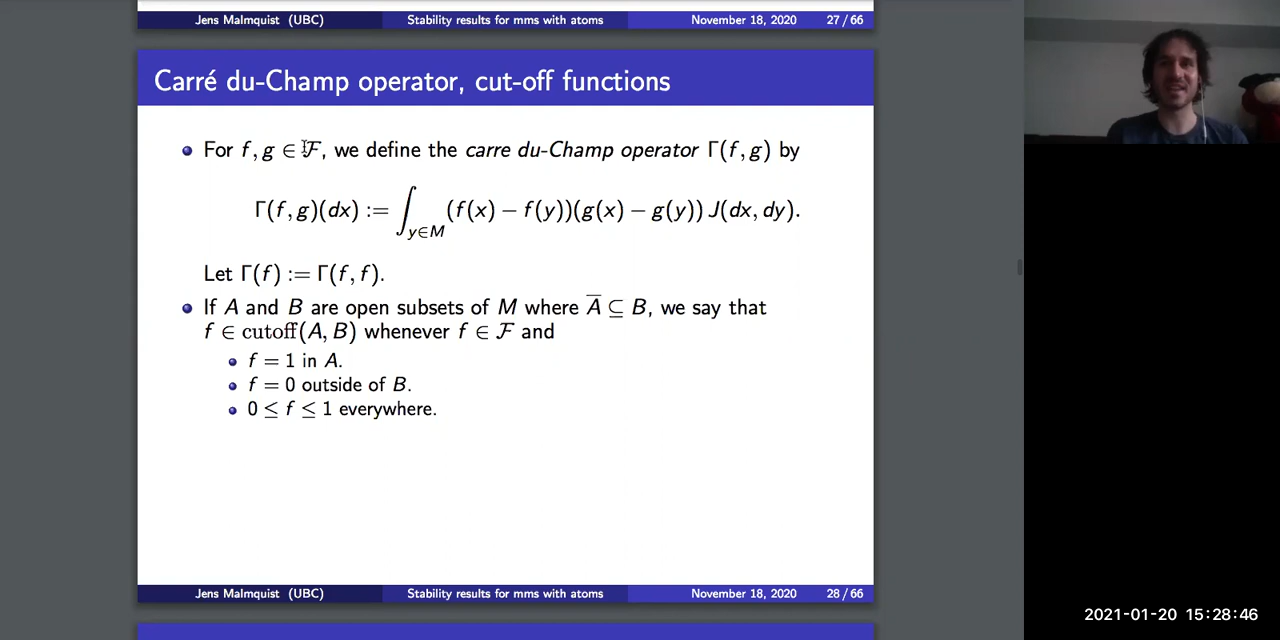 Jens Malmquist (UBC) Stability results for mms with atoms November 18, 2020 27 / 66
Carré du-Champ operator, cut-off functions
For f, g ∈ ℱ, we define the carre du-Champ operator Γ(f, g) by
Γ(f, g)(dx) := ∫_{y∈M} (f(x) − f(y))(g(x) − g(y)) J(dx, dy).
Let Γ(f) := Γ(f, f).
If A and B are open subsets of M where A̅ ⊆ B, we say that
f ∈ cutoff(A, B) whenever f ∈ ℱ and
f = 1 in A.
f = 0 outside of B.
0 ≤ f ≤ 1 everywhere.
Jens Malmquist (UBC) Stability results for mms with atoms November 18, 2020 28 / 66
2021-01-20 15:28:46